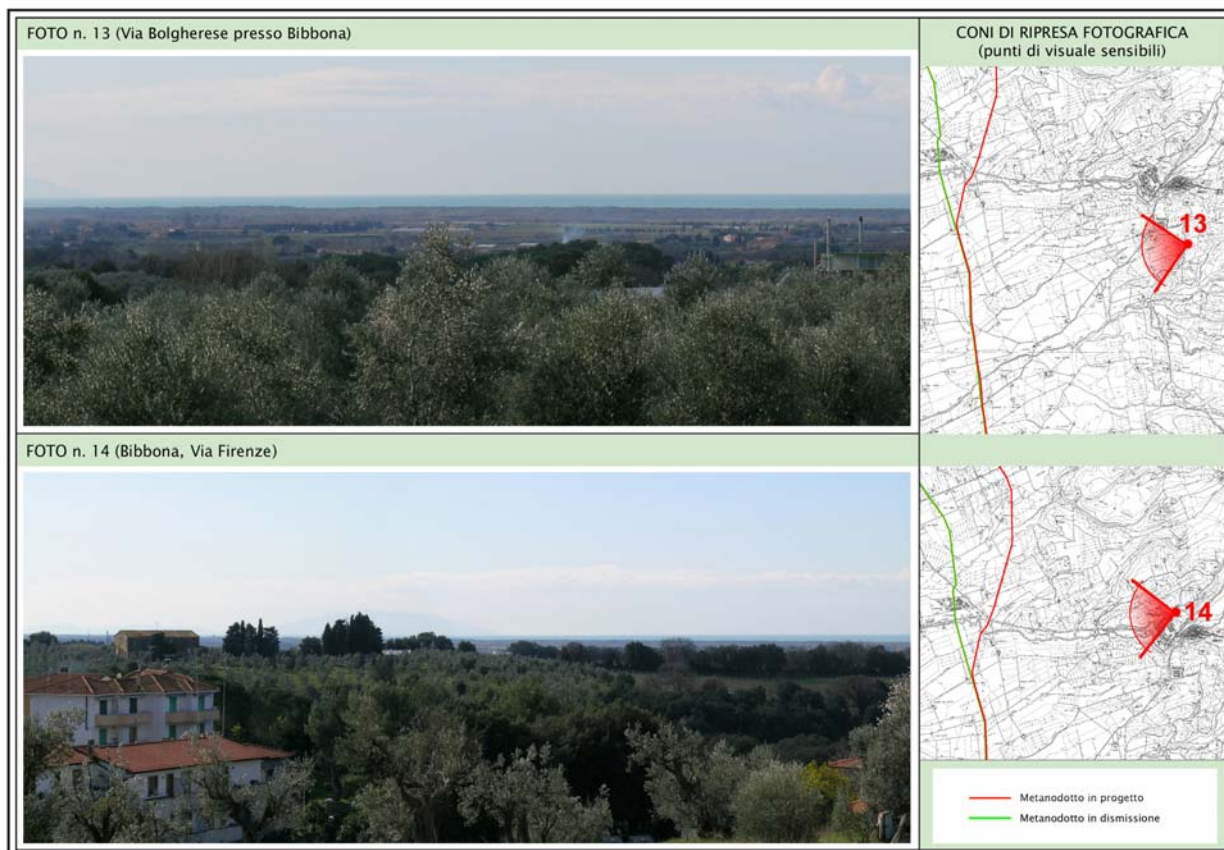 FOTO n. 13 (Via Bolgherese presso Bibbona)
CONI DI RIPRESA FOTOGRAFICA
(punti di visuale sensibili)
13
FOTO n. 14 (Bibbona, Via Firenze)
14
Metanodotto in progetto
Metanodotto in dismissione